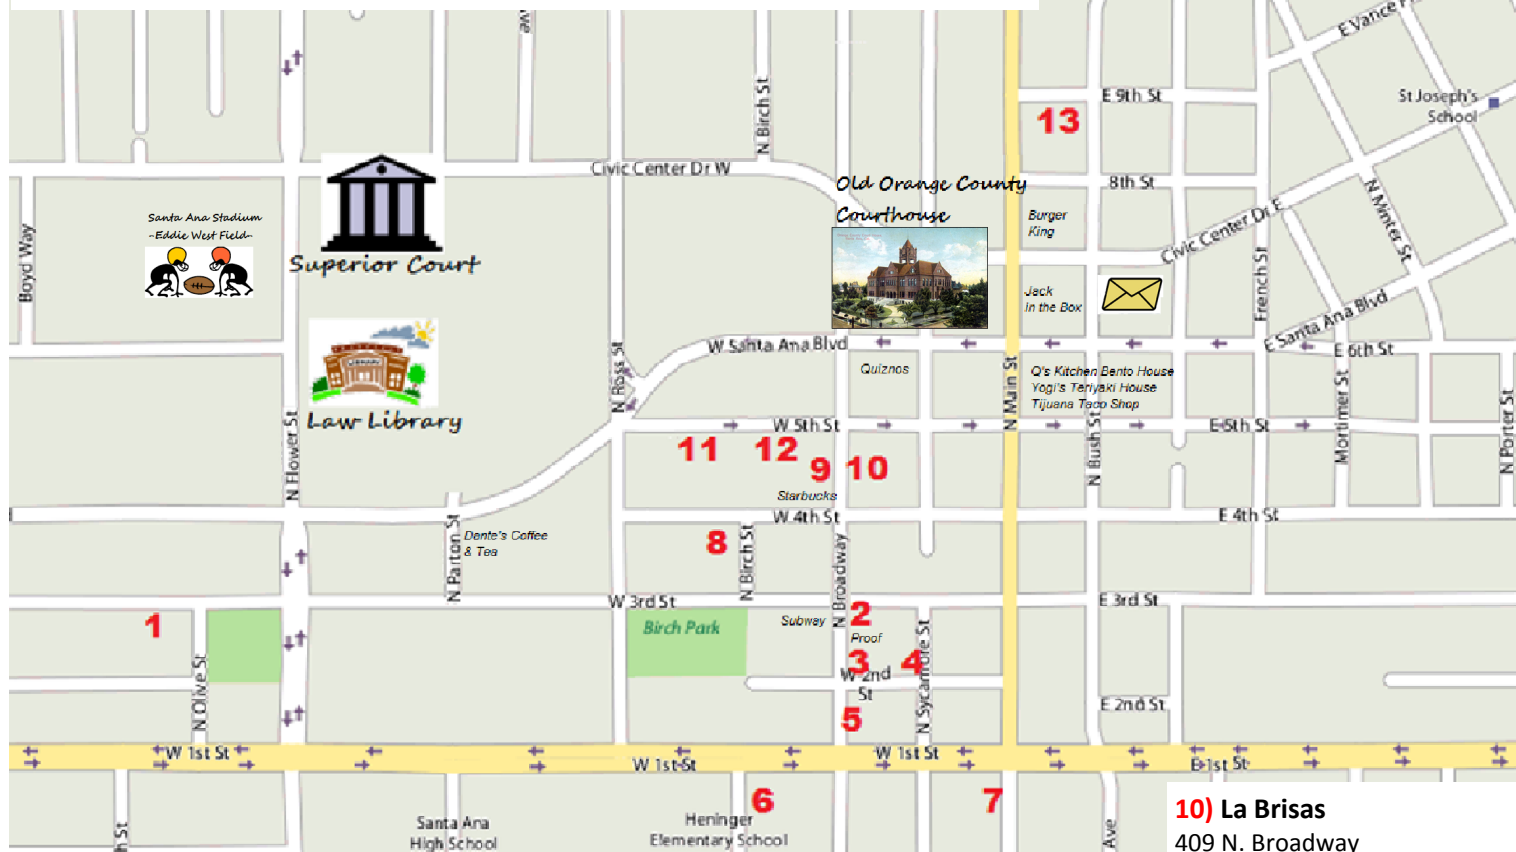 E Vance
Ave
E 9th St
St Joseph's
School
N Birch St
13
Civic Center Dr W
8th St
Old Orange County
Courthouse
N Minter St
Santa Ana Stadium
~Eddie West Field~
Burger
King
Civic Center Dr E
Boyd Way
Superior Court
French St
Jack
in the Box
E Santa Ana Blvd
W Santa Ana Blvd
E 6th St
N Ross St
Quiznos
N Main St
Q's Kitchen Bento House
Yogi's Teriyaki House
Tijuana Taco Shop
Mortimer St
N Porter St
Law Library
N Flower St
W 5th St
E 5th St
N Bush St
11
12
9
10
Starbucks
W 4th St
E 4th St
N Parton St
Dante's Coffee
& Tea
8
N Birch St
N Broadway
W 3rd St
E 3rd St
1
Birch Park
Subway
2
Proof
3
4
N Sycamore St
W 2nd
St
N Olive St
E 2nd St
5
W 1st St
W 1st St
W 1st St
E 1st St
6
7
Santa Ana
High School
Heninger
Elementary School
h St
Ave
10) La Brisas
409 N. Broadway